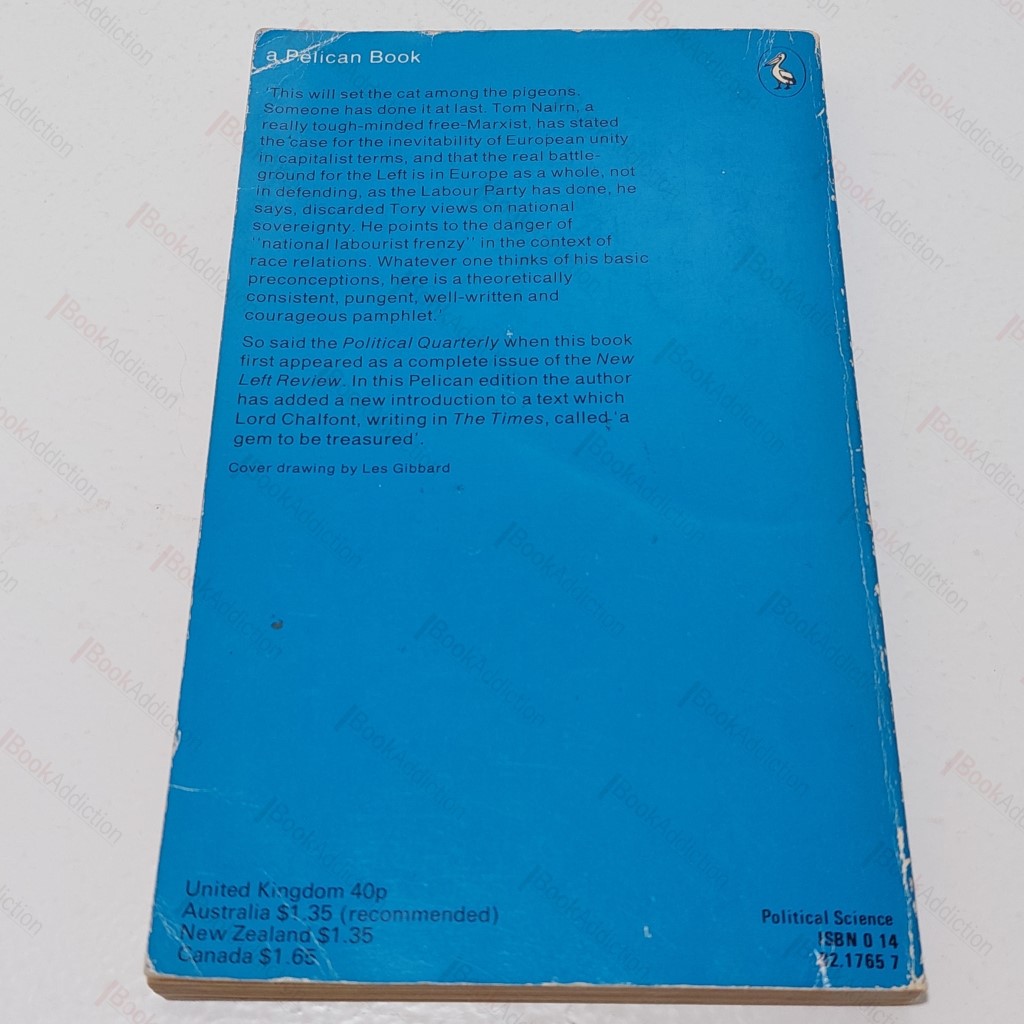 a Pelican Book
'This will set the cat among the pigeons.
Someone has done it at last. Tom Nairn, a
really tough-minded free-Marxist, has stated
the case for the inevitability of European unity
in capitalist terms, and that the real battle-
ground for the Left is in Europe as a whole, not
in defending, as the Labour Party has done, he
says, discarded Tory views on national
sovereignty. He points to the danger of
"national labourist frenzy" in the context of
race relations. Whatever one thinks of his basic
preconceptions, here is a theoretically
consistent, pungent, well-written and
courageous pamphlet.'
So said the Political Quarterly when this book
first appeared as a complete issue of the New
Left Review. In this Pelican edition the author
has added a new introduction to a text which
Lord Chalfont, writing in The Times, called 'a
gem to be treasured'.
Cover drawing by Les Gibbard
United Kingdom 40p
Australia $1.35 (recommended)
New Zealand $1.35
Canada $1.65
Political Science
ISBN 0 14
02.1765 7
BookAddiction